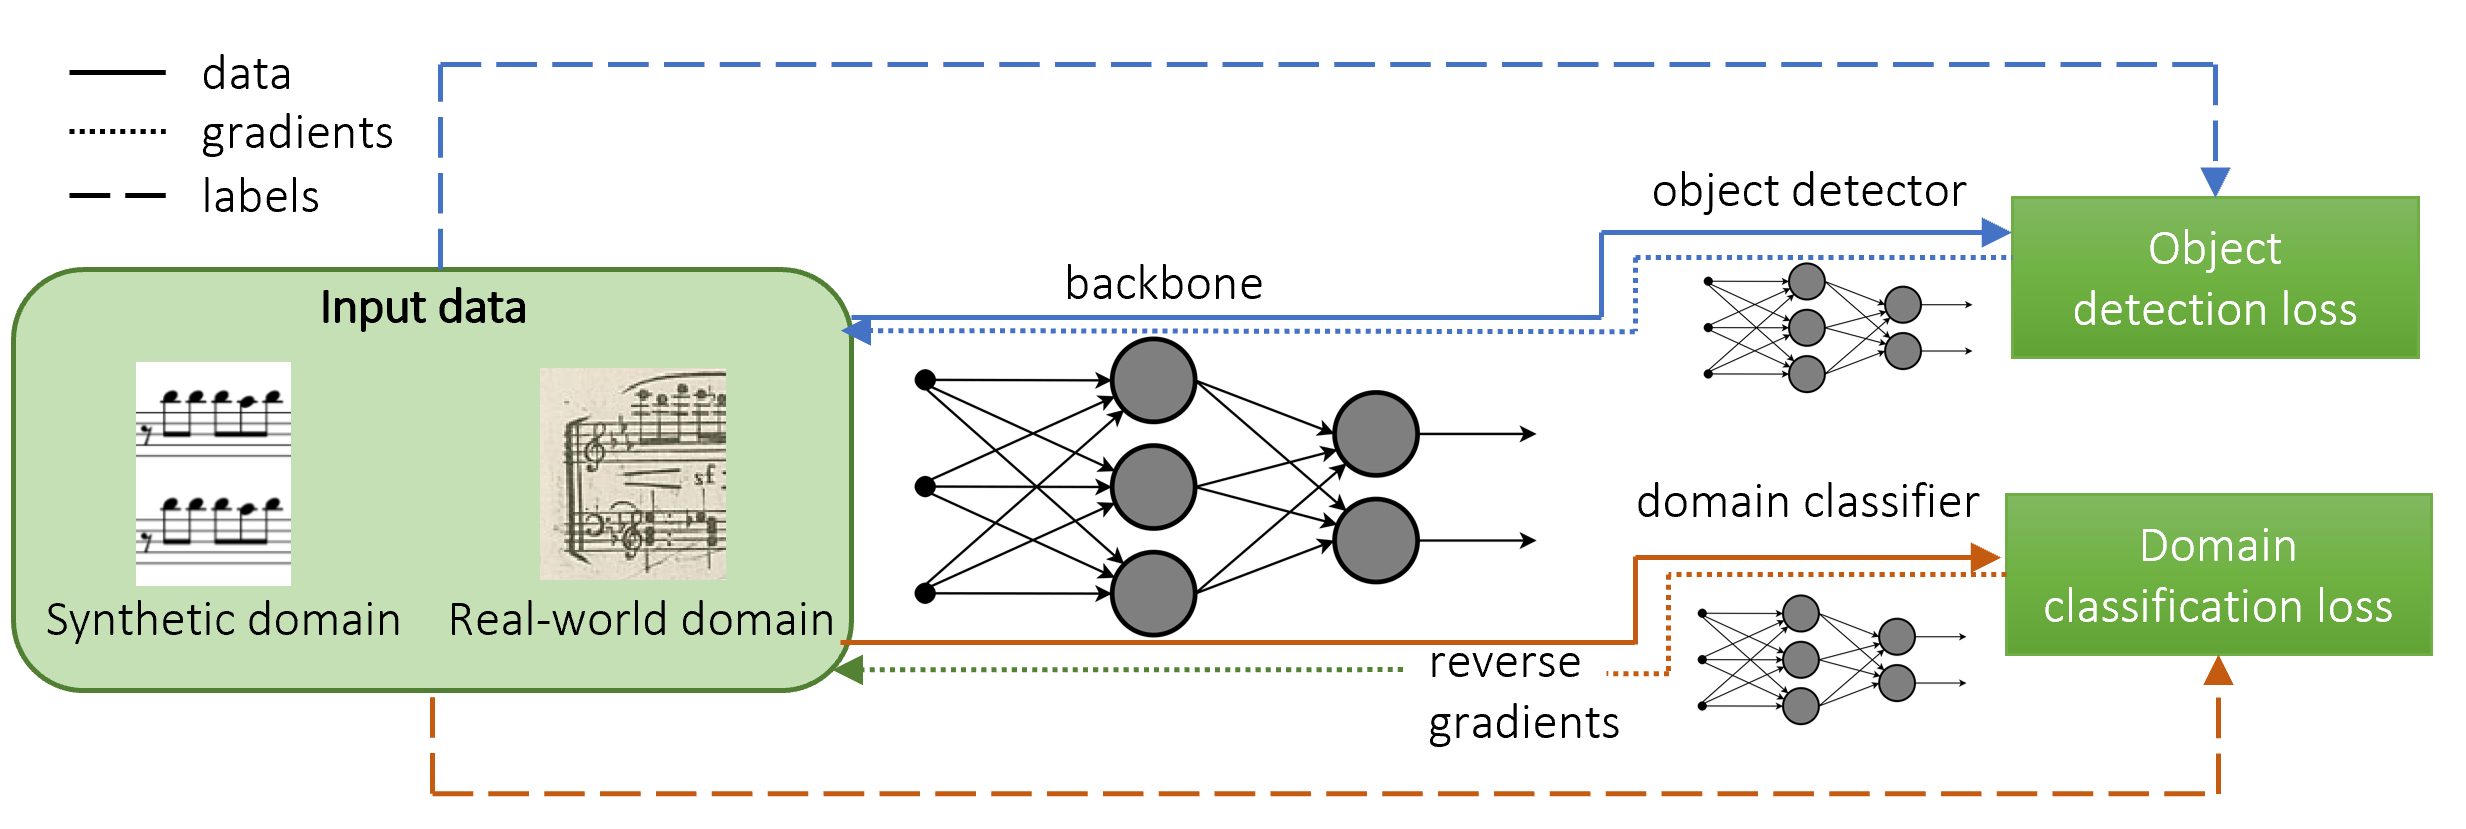 data
gradients
labels
object detector
Object
detection loss
backbone
Input data
sf
domain classifier
Domain
classification loss
Synthetic domain
Real-world domain
reverse
gradients